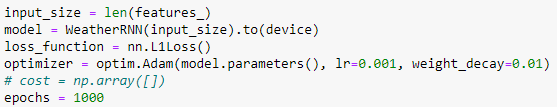 input_size = len(features_)
model = WeatherRNN(input_size).to(device)
loss_function = nn.L1Loss()
optimizer = optim.Adam(model.parameters(), lr=0.001, weight_decay=0.01)
# cost = np.array([])
epochs = 1000